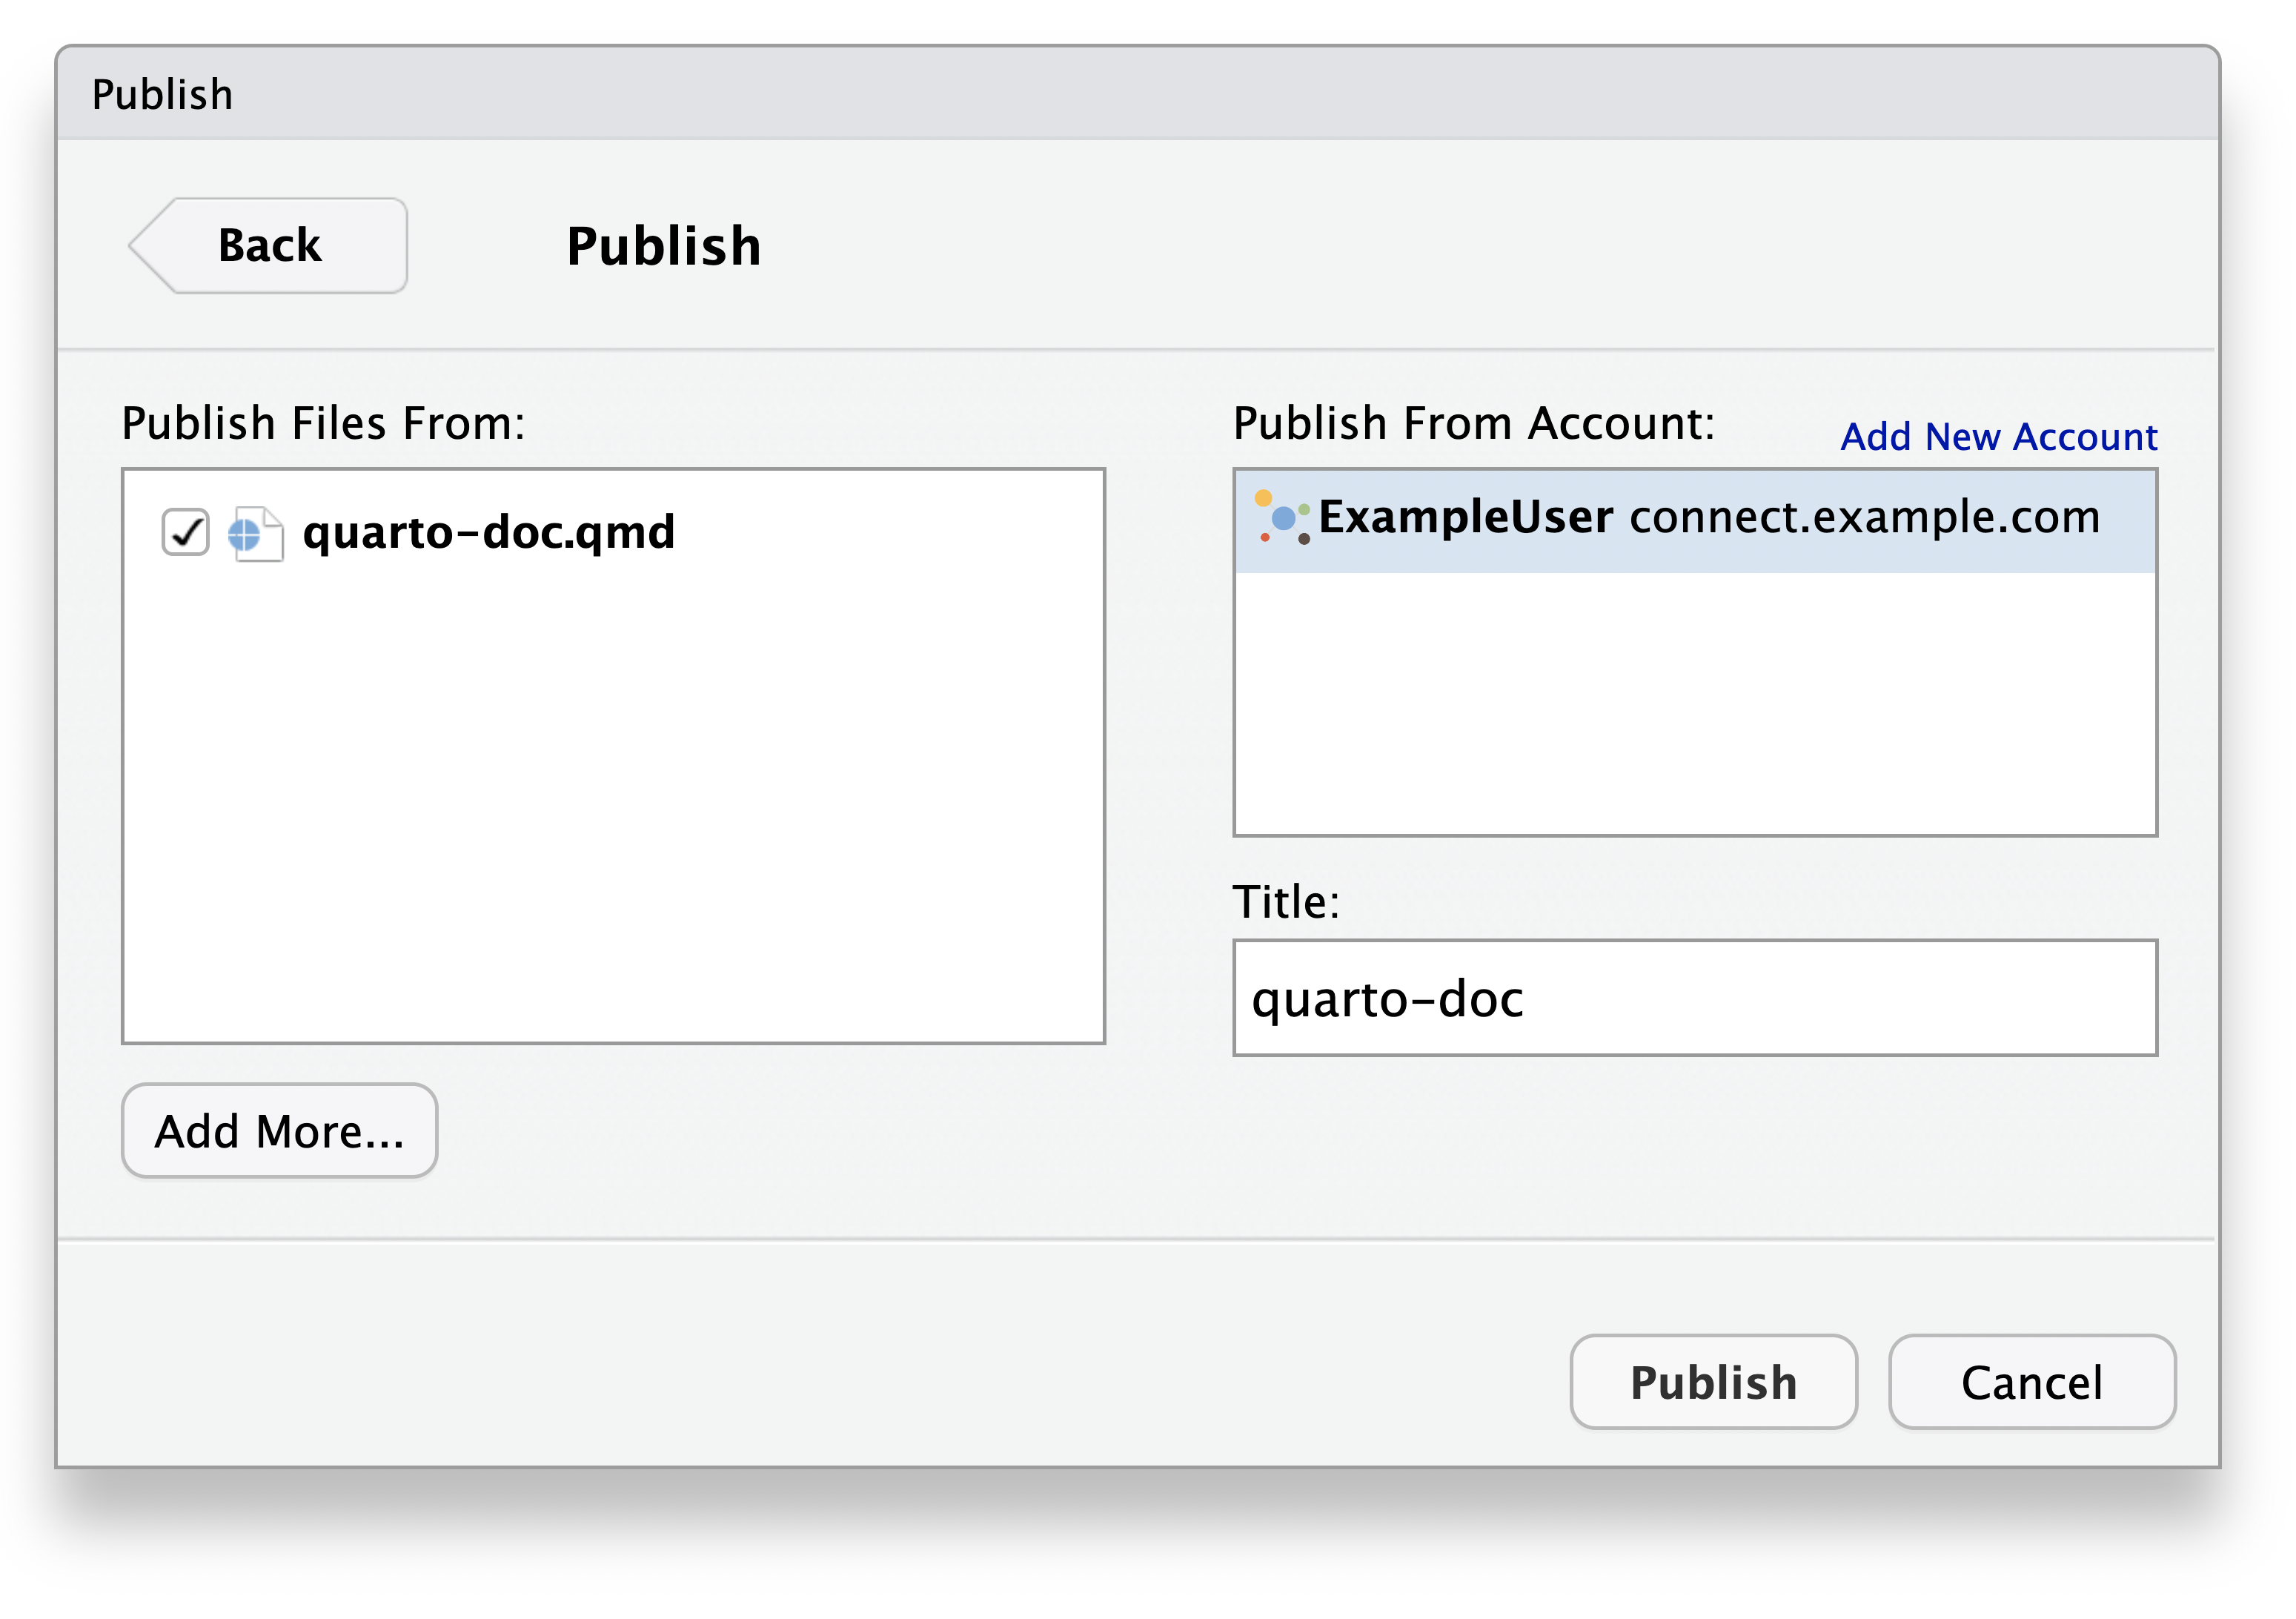 Publish
Back
Publish
Publish Files From:
quarto-doc.qmd
Add More...
Publish From Account:
Add New Account
ExampleUser connect.example.com
Title:
quarto-doc
Publish
Cancel